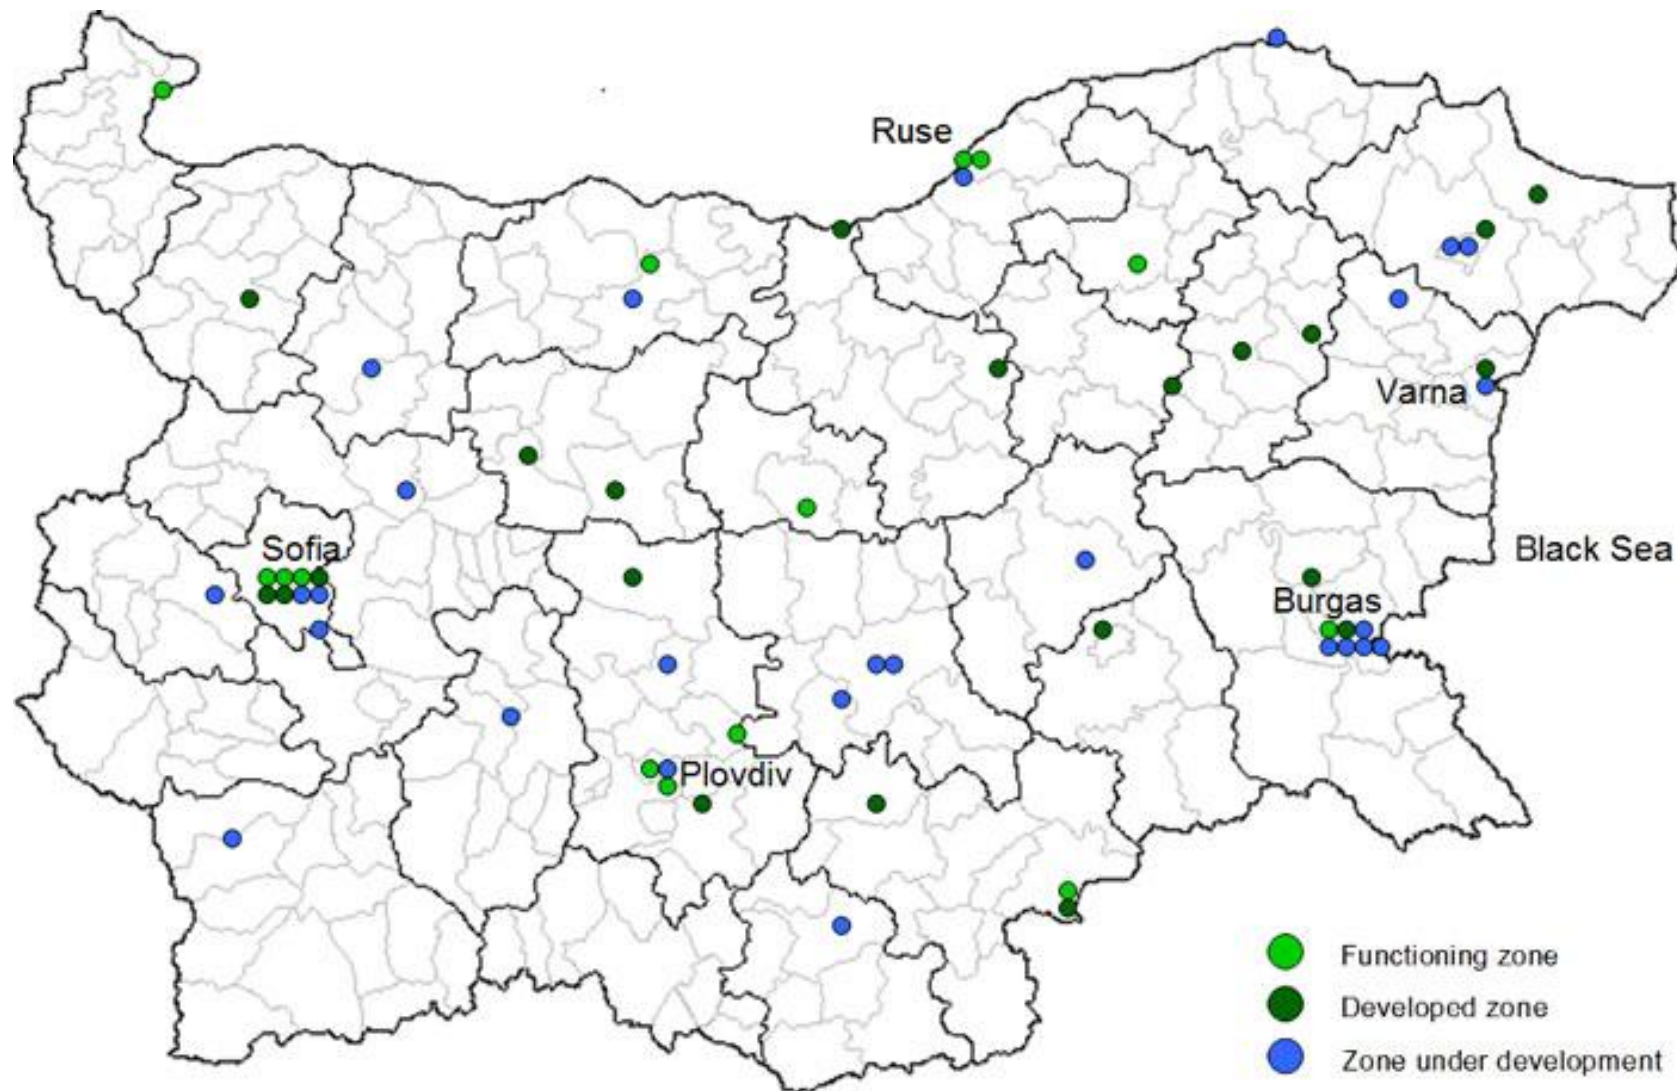 Ruse
Varna
Sofia
Black Sea
Burgas
Plovdiv
Functioning zone
Developed zone
Zone under development